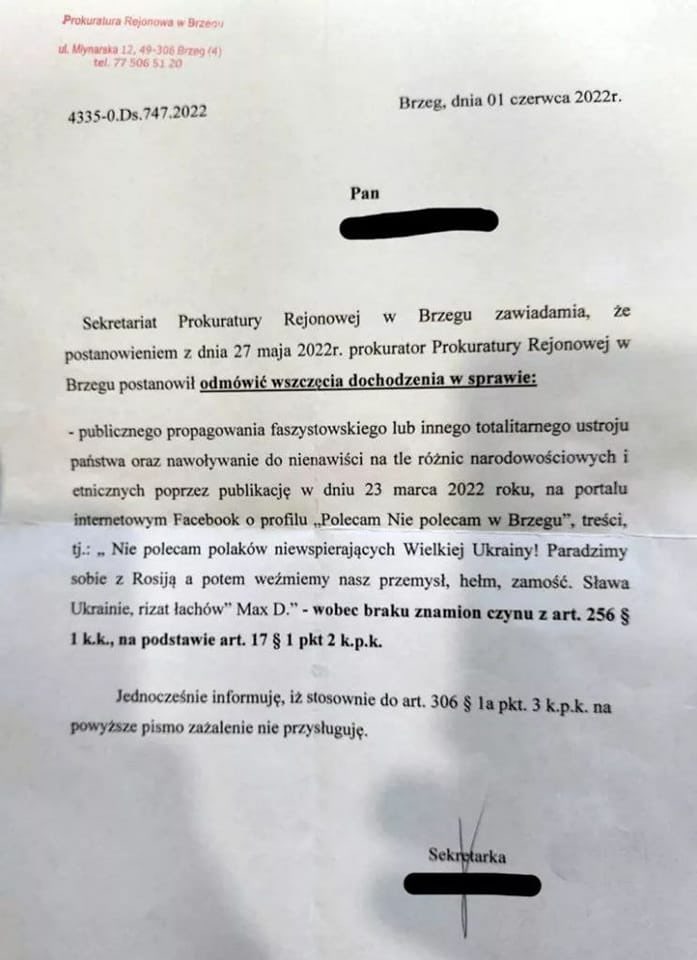 Prokuratura Rejonowa w Brzegu
ul. Młynarska 12, 49-306 Brzeg (4)
tel. 77 506 51 20
4335-0.Ds.747.2022
Brzeg, dnia 01 czerwca 2022r.
Pan
Sekretariat Prokuratury Rejonowej w Brzegu zawiadamia, że
postanowieniem z dnia 27 maja 2022r. prokurator Prokuratury Rejonowej w
Brzegu postanowił odmówić wszczęcia dochodzenia w sprawie:
- publicznego propagowania faszystowskiego lub innego totalitarnego ustroju
państwa oraz nawoływanie do nienawiści na tle różnic narodowościowych i
etnicznych poprzez publikację w dniu 23 marca 2022 roku, na portalu
internetowym Facebook o profilu „Polecam Nie polecam w Brzegu”, treści,
tj.: „ Nie polecam polaków niewspierających Wielkiej Ukrainy! Paradzimy
sobie z Rosiją a potem weźmiemy nasz przemysł, hełm, zamość. Sława
Ukrainie, rizat łachów” Max D.” - wobec braku znamion czynu z art. 256 §
1 k.k., na podstawie art. 17 § 1 pkt 2 k.p.k.
Jednocześnie informuję, iż stosownie do art. 306 § 1a pkt. 3 k.p.k. na
powyższe pismo zażalenie nie przysługuję.
Sekretarka